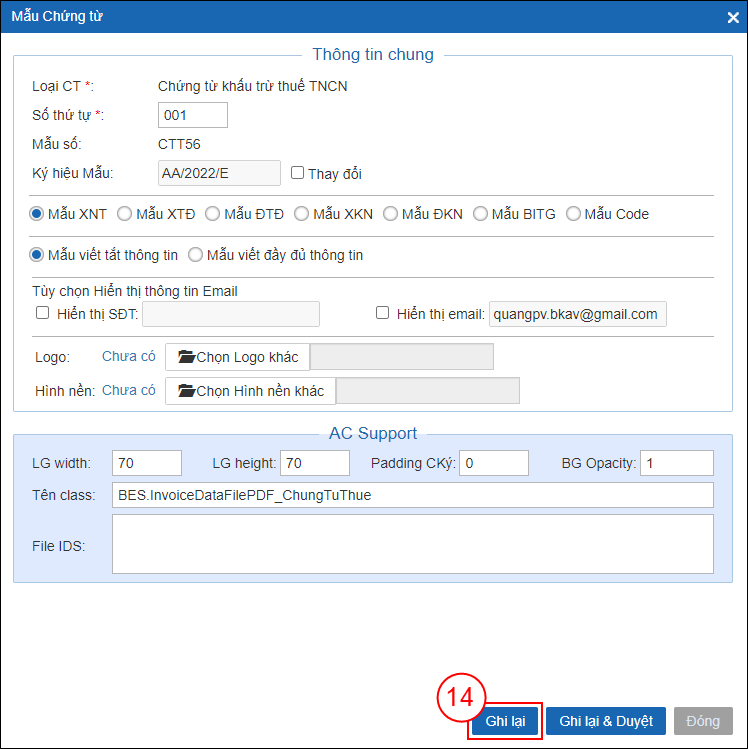 Mẫu Chứng từ
Thông tin chung
Loại CT *: Chứng từ khấu trừ thuế TNCN
Số thứ tự *: 001
Mẫu số: CTT56
Ký hiệu Mẫu: AA/2022/E Thay đổi
Mẫu XNT Mẫu XTĐ Mẫu ĐTĐ Mẫu XKN Mẫu ĐKN Mẫu BITG Mẫu Code
Mẫu viết tắt thông tin Mẫu viết đầy đủ thông tin
Tùy chọn Hiển thị thông tin Email
Hiển thị SĐT: Hiển thị email: quangpv.bkav@gmail.com
Logo: Chưa có Chọn Logo khác
Hình nền: Chưa có Chọn Hình nền khác
AC Support
LG width: 70 LG height: 70 Padding CKý: 0 BG Opacity: 1
Tên class: BES.InvoiceDataFilePDF_ChungTuThue
File IDS:
14
Ghi lại Ghi lại & Duyệt Đóng